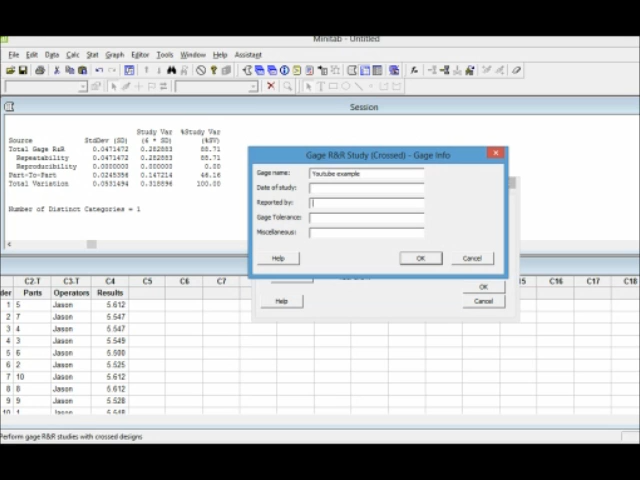 Minitab - Untitled
File Edit Data Calc Stat Graph Editor Tools Window Help Assistant
Session
Study Var %Study Var
Source StdDev (SD) (6 * SD) (%SV)
Total Gage R&R 0.0471472 0.282883 88.71
Repeatability 0.0471472 0.282883 88.71
Reproducibility 0.0000000 0.000000 0.00
Part-To-Part 0.0245356 0.147214 46.16
Total Variation 0.0531494 0.318896 100.00
Number of Distinct Categories = 1
Gage R&R Study (Crossed) - Gage Info
Gage name: Youtube example
Date of study:
Reported by:
Gage Tolerance:
Miscellaneous:
Help OK Cancel
OK
Help Cancel
C2-T C3-T C4 C5 C6 C7 C16 C17 C18
der Parts Operators Results
1 5 Jason 5.612
2 7 Jason 5.547
3 4 Jason 5.547
4 3 Jason 5.549
5 6 Jason 5.500
6 2 Jason 5.525
7 10 Jason 5.612
8 8 Jason 5.612
9 9 Jason 5.528
10 1 Jason 5.548
Perform gage R&R studies with crossed designs